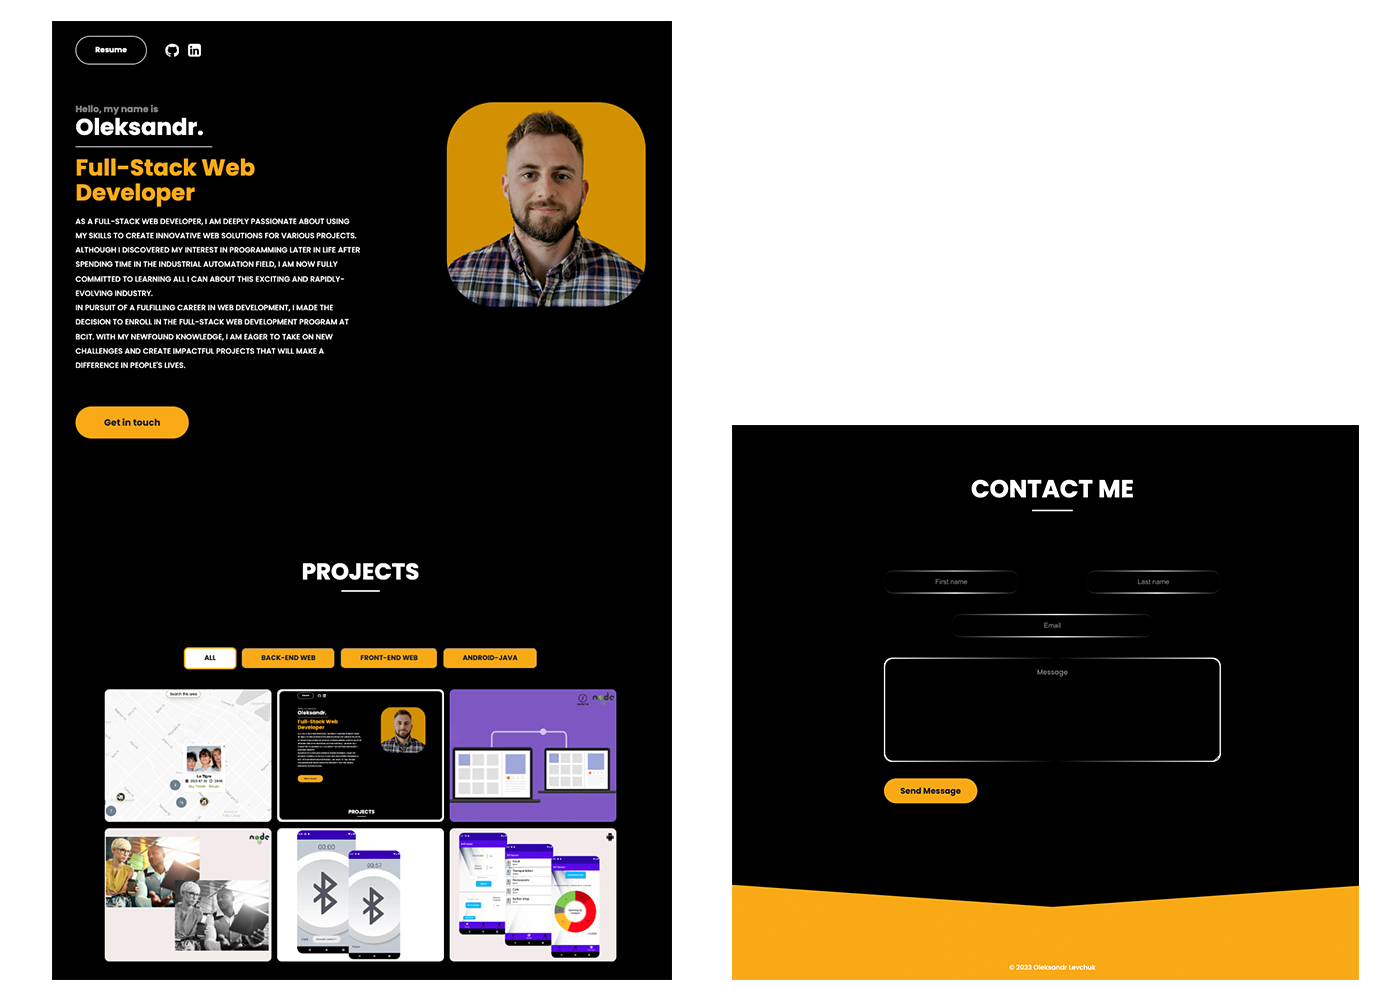 Resume
Hello, my name is
Oleksandr.
Full-Stack Web
Developer
AS A FULL-STACK WEB DEVELOPER, I AM DEEPLY PASSIONATE ABOUT USING
MY SKILLS TO CREATE INNOVATIVE WEB SOLUTIONS FOR VARIOUS PROJECTS.
ALTHOUGH I DISCOVERED MY INTEREST IN PROGRAMMING LATER IN LIFE AFTER
SPENDING TIME IN THE INDUSTRIAL AUTOMATION FIELD, I AM NOW FULLY
COMMITTED TO LEARNING ALL I CAN ABOUT THIS EXCITING AND RAPIDLY-
EVOLVING INDUSTRY.
IN PURSUIT OF A FULFILLING CAREER IN WEB DEVELOPMENT, I MADE THE
DECISION TO ENROLL IN THE FULL-STACK WEB DEVELOPMENT PROGRAM AT
BCIT. WITH MY NEWFOUND KNOWLEDGE, I AM EAGER TO TAKE ON NEW
CHALLENGES AND CREATE IMPACTFUL PROJECTS THAT WILL MAKE A
DIFFERENCE IN PEOPLE'S LIVES.
Get in touch
PROJECTS
ALL BACK-END WEB FRONT-END WEB ANDROID-JAVA
Search this area
Le Tigre
Oleksandr.
Full-Stack Web
Developer
PROJECTS
node
node
00:00
09:57
CONTACT ME
First name Last name
Email
Message
Send Message
© 2023 Oleksandr Levchuk